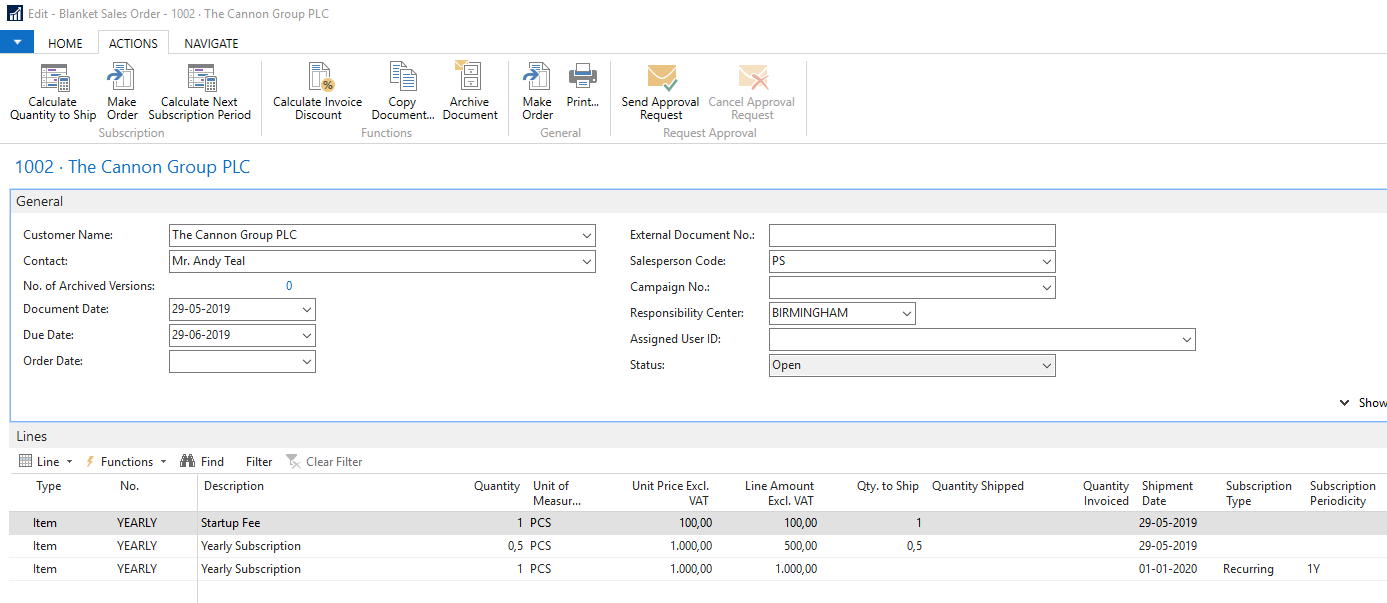 Edit - Blanket Sales Order - 1002 · The Cannon Group PLC
HOME ACTIONS NAVIGATE
Calculate Quantity to Ship
Make Order
Calculate Next Subscription Period
Subscription
Calculate Invoice Discount
Copy Document...
Archive Document
Functions
Make Order
Print...
General
Send Approval Request
Cancel Approval Request
Request Approval
1002 · The Cannon Group PLC
General
Customer Name: The Cannon Group PLC
Contact: Mr. Andy Teal
No. of Archived Versions: 0
Document Date: 29-05-2019
Due Date: 29-06-2019
Order Date:
External Document No.:
Salesperson Code: PS
Campaign No.:
Responsibility Center: BIRMINGHAM
Assigned User ID:
Status: Open
Show
Lines
Line Functions Find Filter Clear Filter
Type No. Description Quantity Unit of Measur... Unit Price Excl. VAT Line Amount Excl. VAT Qty. to Ship Quantity Shipped Quantity Invoiced Shipment Date Subscription Type Subscription Periodicity
Item YEARLY Startup Fee 1 PCS 100,00 100,00 1 29-05-2019
Item YEARLY Yearly Subscription 0,5 PCS 1.000,00 500,00 0,5 29-05-2019
Item YEARLY Yearly Subscription 1 PCS 1.000,00 1.000,00 01-01-2020 Recurring 1Y